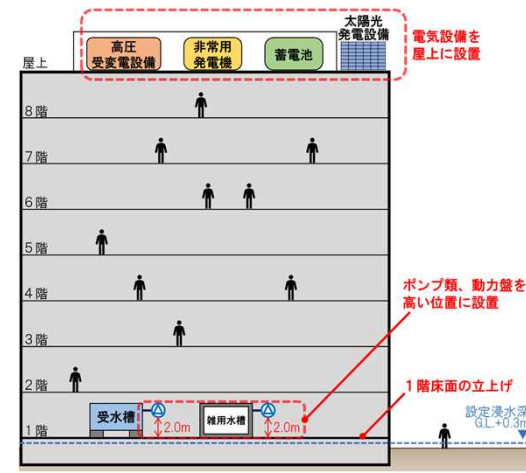 太陽光
発電設備
電気設備を
屋上に設置
高圧
受変電設備
非常用
発電機
蓄電池
屋上
8階
7階
6階
5階
4階
3階
2階
1階
ポンプ類、動力盤を
高い位置に設置
1階床面の立上げ
受水槽
2.0m
雑用水槽
2.0m
設定浸水深
G.L.+0.3m